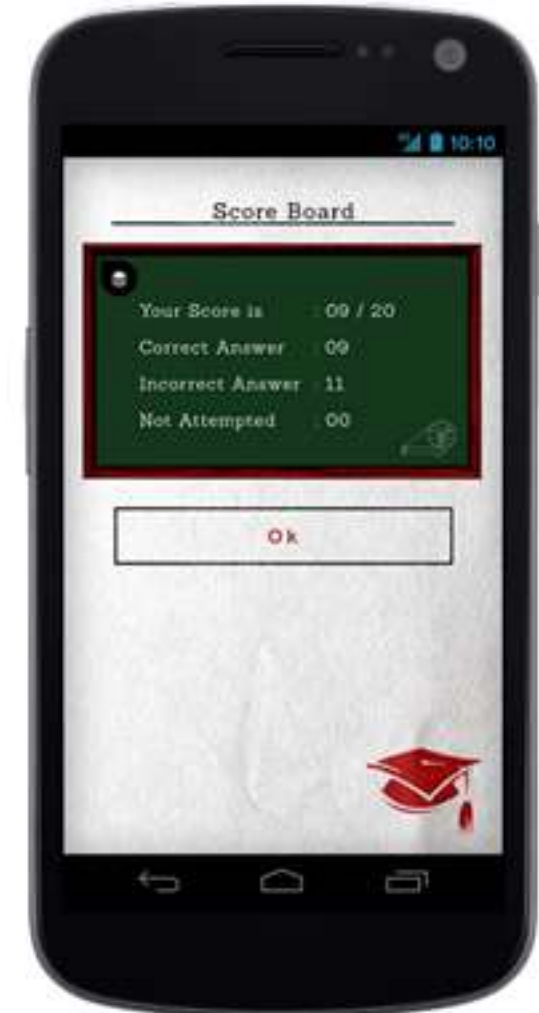 10:10
Score Board
Your Score is : 09 / 20
Correct Answer : 09
Incorrect Answer : 11
Not Attempted : 00
Ok